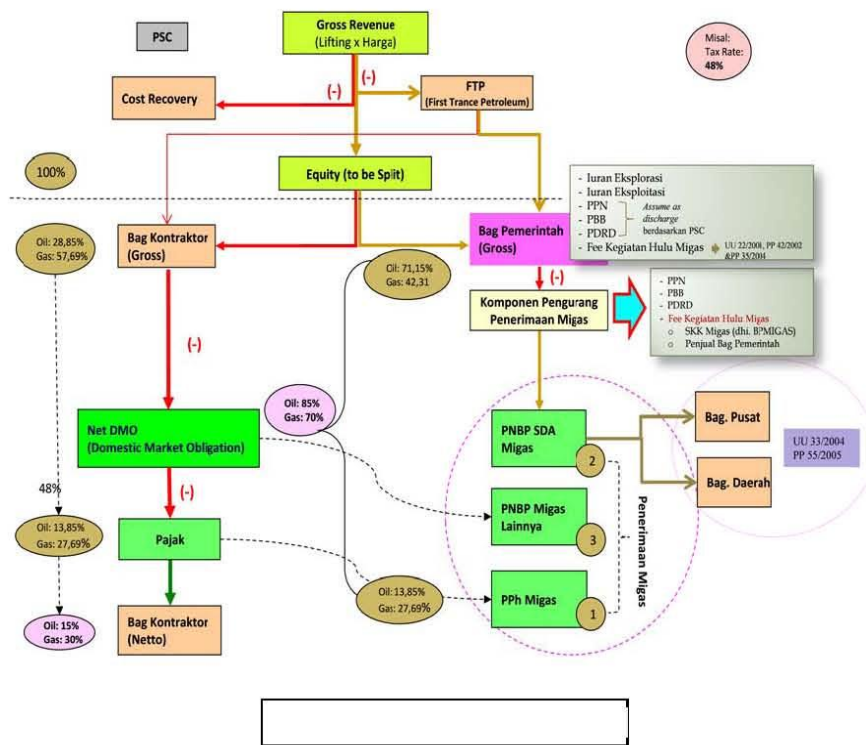 PSC
Gross Revenue
(Lifting x Harga)
Misal:
Tax Rate:
48%
(-)
(-)
Cost Recovery
FTP
(First Trance Petroleum)
100%
Equity (to be Split)
- Iuran Eksplorasi
- Iuran Eksploitasi
- PPN
- PBB
- PDRD
Assume as
discharge
berdasarkan PSC
- Fee Kegiatan Hulu Migas
UU 22/2001, PP 42/2002
&PP 35/2004
Oil: 28,85%
Gas: 57,69%
Bag Kontraktor
(Gross)
Bag Pemerintah
(Gross)
Oil: 71,15%
Gas: 42,31
(-)
Komponen Pengurang
Penerimaan Migas
- PPN
- PBB
- PDRD
- Fee Kegiatan Hulu Migas
o SKK Migas (dhi. BPMIGAS)
o Penjual Bag Pemerintah
(-)
Oil: 85%
Gas: 70%
Net DMO
(Domestic Market Obligation)
PNBP SDA
Migas
2
Bag. Pusat
Bag. Daerah
UU 33/2004
PP 55/2005
48%
(-)
Oil: 13,85%
Gas: 27,69%
Pajak
PNBP Migas
Lainnya
3
Penerimaan Migas
Oil: 13,85%
Gas: 27,69%
PPh Migas
1
Oil: 15%
Gas: 30%
Bag Kontraktor
(Netto)